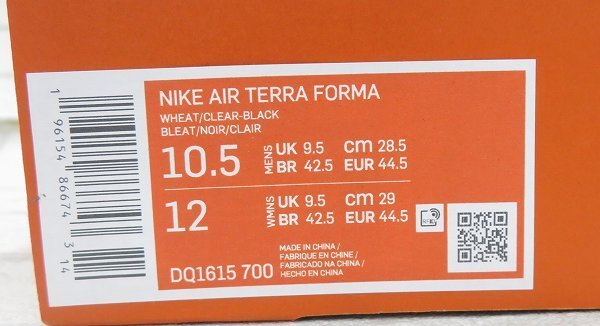 NIKE AIR TERRA FORMA
WHEAT/CLEAR-BLACK
BLEAT/NOIR/CLAIR
10.5 MENS UK 9.5 cm 28.5
BR 42.5 EUR 44.5
12 WMNS UK 9.5 cm 29
BR 42.5 EUR 44.5
RFID
MADE IN CHINA /
FABRIQUE EN CHINE /
FABRICADO NA CHINA /
HECHO EN CHINA
DQ1615 700
1 96154 86674 3 14